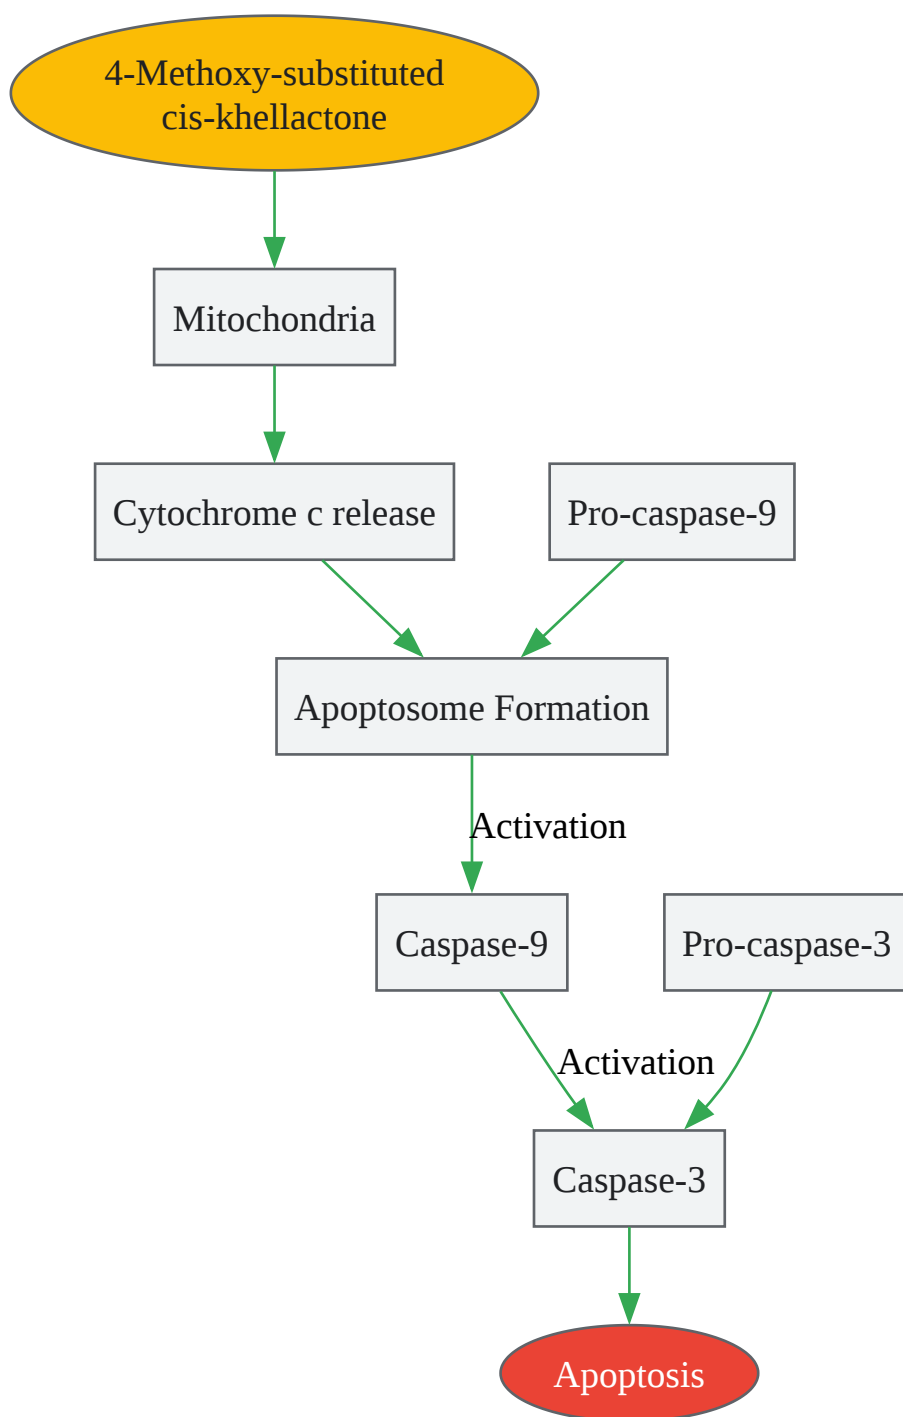 4-Methoxy-substituted
cis-khellactone
Mitochondria
Cytochrome c release
Pro-caspase-9
Apoptosome Formation
Activation
Caspase-9
Pro-caspase-3
Activation
Caspase-3
Apoptosis